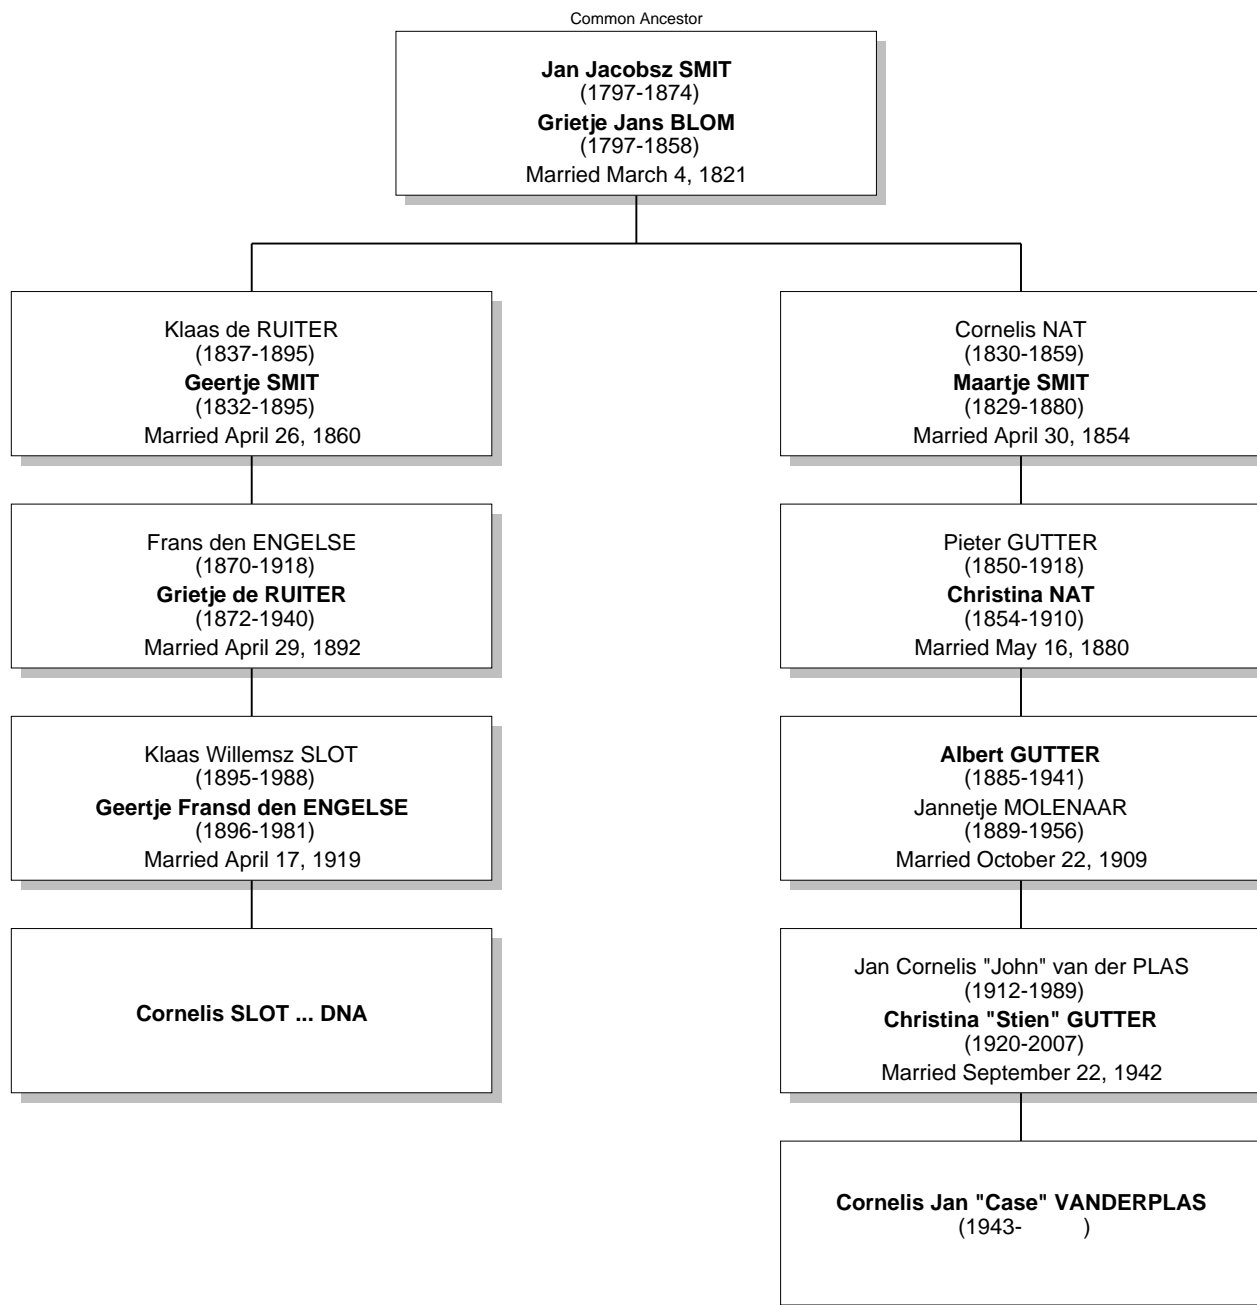 Common Ancestor
Jan Jacobsz SMIT
(1797-1874)
Grietje Jans BLOM
(1797-1858)
Married March 4, 1821
Klaas de RUITER
(1837-1895)
Geertje SMIT
(1832-1895)
Married April 26, 1860
Cornelis NAT
(1830-1859)
Maartje SMIT
(1829-1880)
Married April 30, 1854
Frans den ENGELSE
(1870-1918)
Grietje de RUITER
(1872-1940)
Married April 29, 1892
Pieter GUTTER
(1850-1918)
Christina NAT
(1854-1910)
Married May 16, 1880
Klaas Willemsz SLOT
(1895-1988)
Geertje Fransd den ENGELSE
(1896-1981)
Married April 17, 1919
Albert GUTTER
(1885-1941)
Jannetje MOLENAAR
(1889-1956)
Married October 22, 1909
Cornelis SLOT ... DNA
Jan Cornelis "John" van der PLAS
(1912-1989)
Christina "Stien" GUTTER
(1920-2007)
Married September 22, 1942
Cornelis Jan "Case" VANDERPLAS
(1943-          )